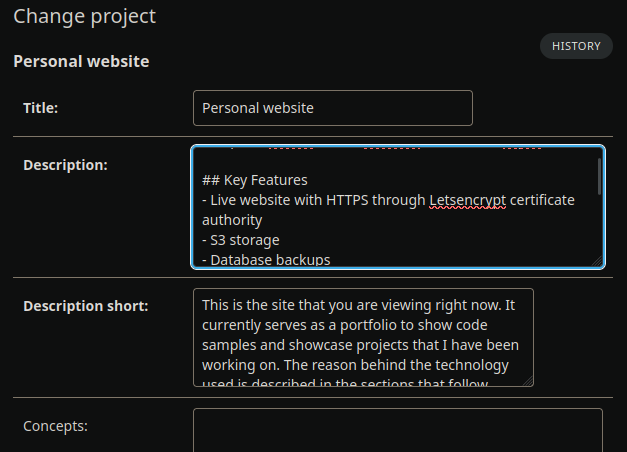 Change project
HISTORY
Personal website
Title:
Personal website
Description:
## Key Features
- Live website with HTTPS through Letsencrypt certificate
authority
- S3 storage
- Database backups
Description short:
This is the site that you are viewing right now. It
currently serves as a portfolio to show code
samples and showcase projects that I have been
working on. The reason behind the technology
used is described in the sections that follow
Concepts: